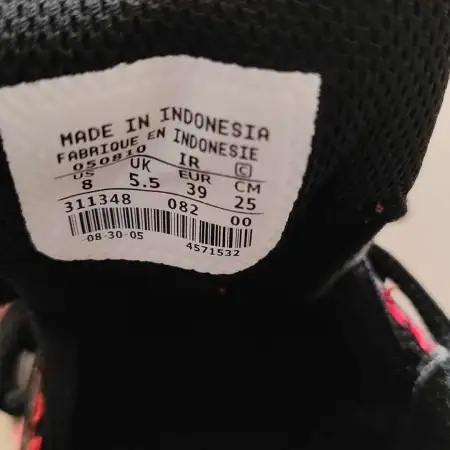 MADE IN INDONESIA
FABRIQUE EN INDONESIE
050810 IR C
US UK EUR CM
8 5.5 39 25
311348 082 00
08-30-05 4571532